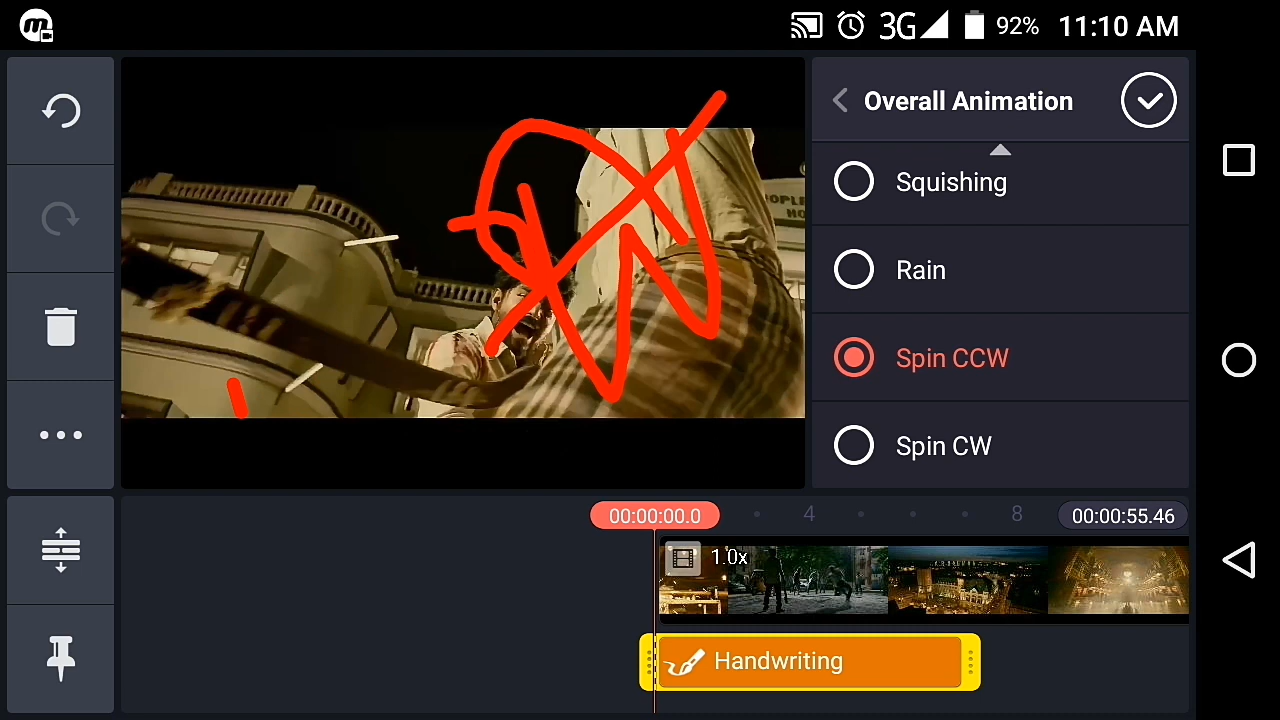 3G 92% 11:10 AM
Overall Animation
Squishing
Rain
Spin CCW
Spin CW
00:00:00.0 4 8 00:00:55.46
1.0x
Handwriting